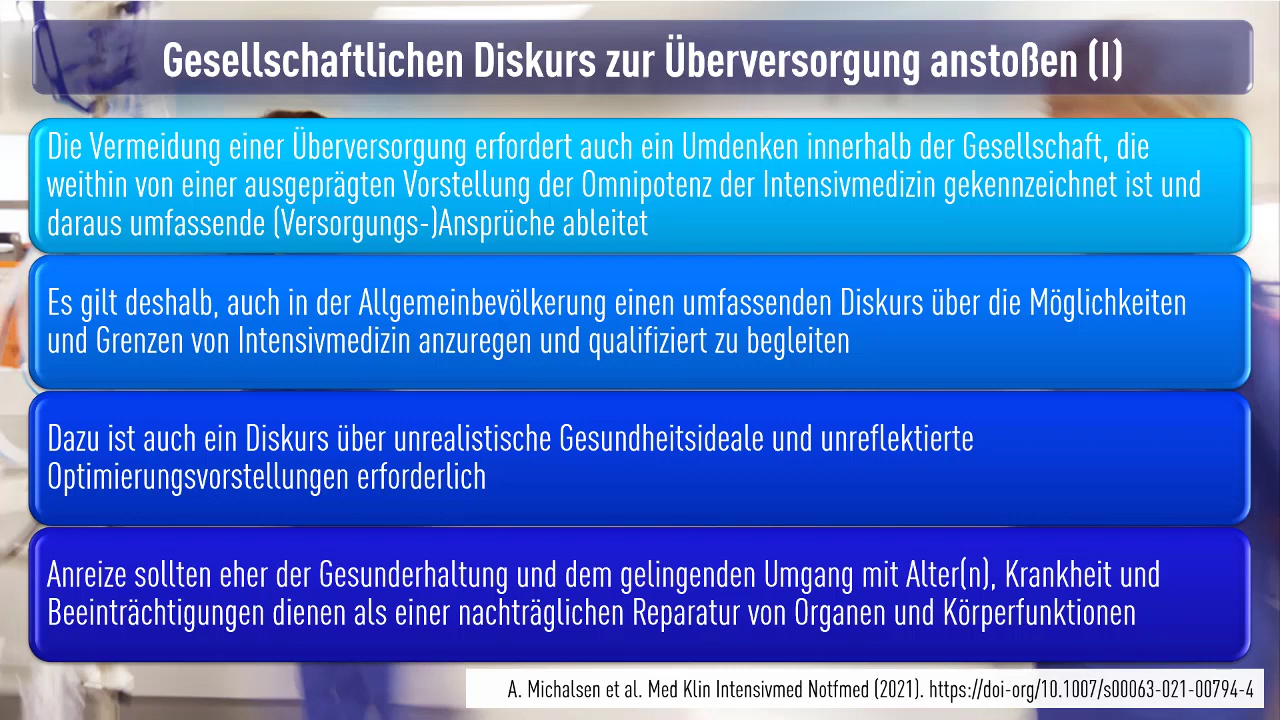 Gesellschaftlichen Diskurs zur Überversorgung anstoßen (I)
Die Vermeidung einer Überversorgung erfordert auch ein Umdenken innerhalb der Gesellschaft, die
weithin von einer ausgeprägten Vorstellung der Omnipotenz der Intensivmedizin gekennzeichnet ist und
daraus umfassende (Versorgungs-)Ansprüche ableitet
Es gilt deshalb, auch in der Allgemeinbevölkerung einen umfassenden Diskurs über die Möglichkeiten
und Grenzen von Intensivmedizin anzuregen und qualifiziert zu begleiten
Dazu ist auch ein Diskurs über unrealistische Gesundheitsideale und unreflektierte
Optimierungsvorstellungen erforderlich
Anreize sollten eher der Gesunderhaltung und dem gelingenden Umgang mit Alter(n), Krankheit und
Beeinträchtigungen dienen als einer nachträglichen Reparatur von Organen und Körperfunktionen
A. Michalsen et al. Med Klin Intensivmed Notfmed (2021). https://doi-org/10.1007/s00063-021-00794-4